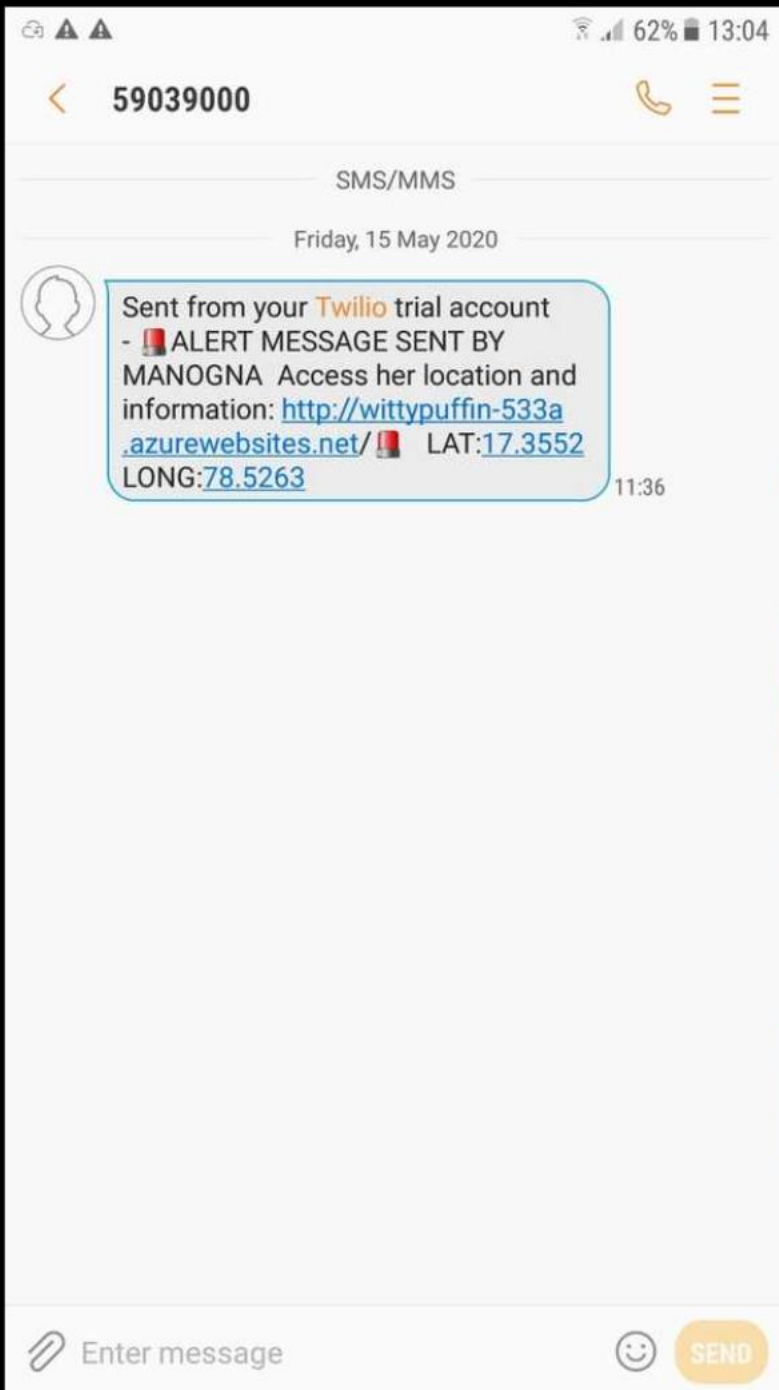 62% 13:04
59039000
SMS/MMS
Friday, 15 May 2020
Sent from your Twilio trial account
- 🚨ALERT MESSAGE SENT BY
MANOGNA Access her location and
information: http://wittypuffin-533a
.azurewebsites.net/🚨 LAT:17.3552
LONG:78.5263
11:36
Enter message
SEND